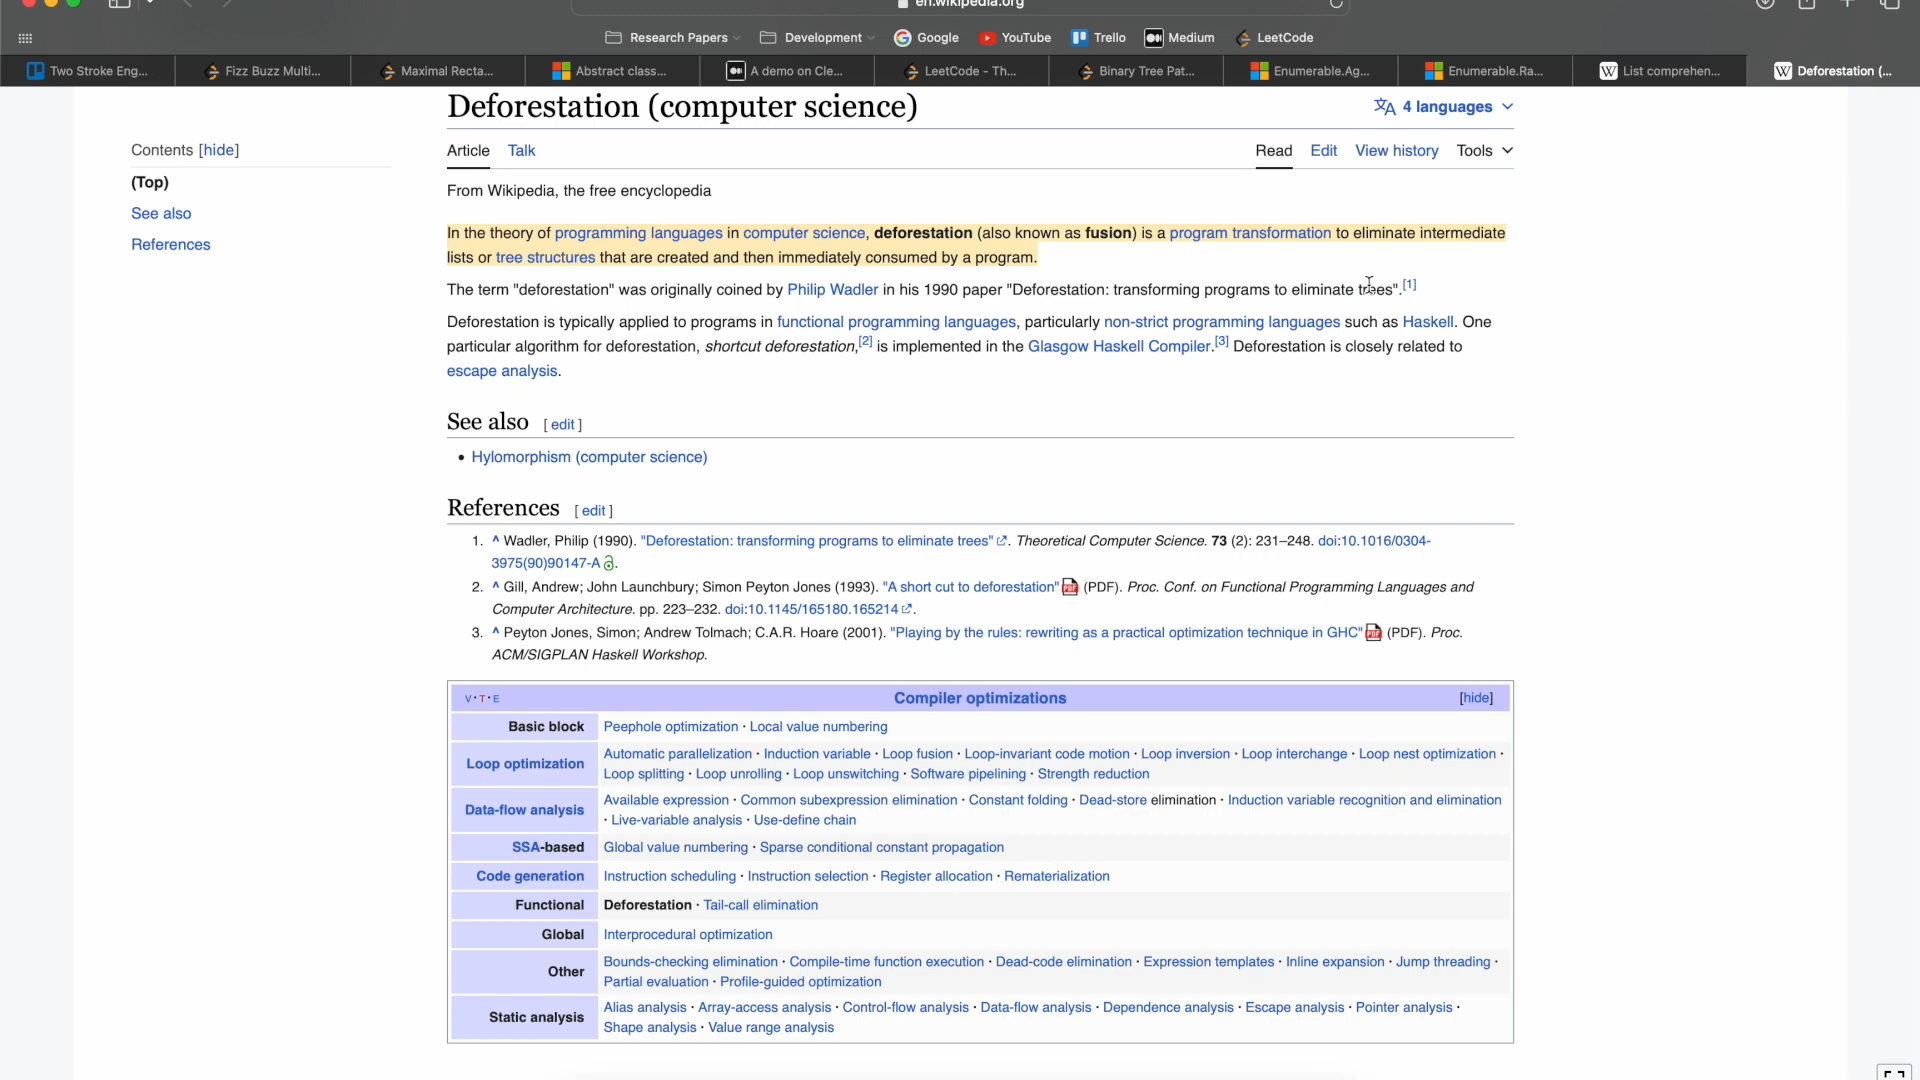 en.wikipedia.org
Research Papers Development Google YouTube Trello Medium LeetCode
Two Stroke Eng... Fizz Buzz Multi... Maximal Recta... Abstract class... A demo on Cle... LeetCode - Th... Binary Tree Pat... Enumerable.Ag... Enumerable.Ra... List comprehen... Deforestation (...
Deforestation (computer science)
4 languages
Contents [hide]
(Top)
See also
References
Article Talk
Read Edit View history Tools
From Wikipedia, the free encyclopedia
In the theory of programming languages in computer science, deforestation (also known as fusion) is a program transformation to eliminate intermediate
lists or tree structures that are created and then immediately consumed by a program.
The term "deforestation" was originally coined by Philip Wadler in his 1990 paper "Deforestation: transforming programs to eliminate trees".[1]
Deforestation is typically applied to programs in functional programming languages, particularly non-strict programming languages such as Haskell. One
particular algorithm for deforestation, shortcut deforestation,[2] is implemented in the Glasgow Haskell Compiler.[3] Deforestation is closely related to
escape analysis.
See also [ edit ]
• Hylomorphism (computer science)
References [ edit ]
1. ^ Wadler, Philip (1990). "Deforestation: transforming programs to eliminate trees". Theoretical Computer Science. 73 (2): 231–248. doi:10.1016/0304-
3975(90)90147-A.
2. ^ Gill, Andrew; John Launchbury; Simon Peyton Jones (1993). "A short cut to deforestation" (PDF). Proc. Conf. on Functional Programming Languages and
Computer Architecture. pp. 223–232. doi:10.1145/165180.165214.
3. ^ Peyton Jones, Simon; Andrew Tolmach; C.A.R. Hoare (2001). "Playing by the rules: rewriting as a practical optimization technique in GHC" (PDF). Proc.
ACM/SIGPLAN Haskell Workshop.
V·T·E Compiler optimizations [hide]
Basic block Peephole optimization · Local value numbering
Loop optimization Automatic parallelization · Induction variable · Loop fusion · Loop-invariant code motion · Loop inversion · Loop interchange · Loop nest optimization ·
Loop splitting · Loop unrolling · Loop unswitching · Software pipelining · Strength reduction
Data-flow analysis Available expression · Common subexpression elimination · Constant folding · Dead-store elimination · Induction variable recognition and elimination
· Live-variable analysis · Use-define chain
SSA-based Global value numbering · Sparse conditional constant propagation
Code generation Instruction scheduling · Instruction selection · Register allocation · Rematerialization
Functional Deforestation · Tail-call elimination
Global Interprocedural optimization
Other Bounds-checking elimination · Compile-time function execution · Dead-code elimination · Expression templates · Inline expansion · Jump threading ·
Partial evaluation · Profile-guided optimization
Static analysis Alias analysis · Array-access analysis · Control-flow analysis · Data-flow analysis · Dependence analysis · Escape analysis · Pointer analysis ·
Shape analysis · Value range analysis